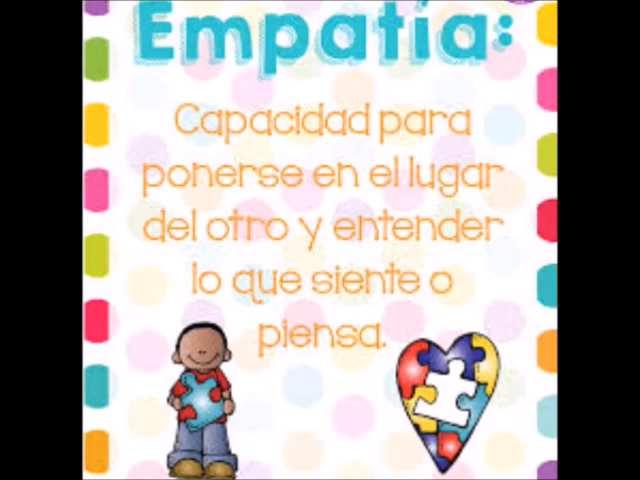 Empatía:
Capacidad para
ponerse en el lugar
del otro y entender
lo que siente o
piensa.